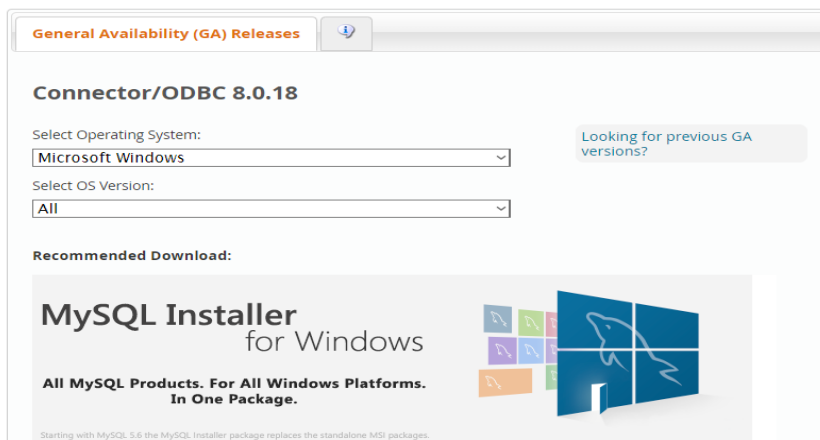 General Availability (GA) Releases
Connector/ODBC 8.0.18
Select Operating System:
Looking for previous GA
versions?
Microsoft Windows
Select OS Version:
All
Recommended Download:
MySQL Installer
for Windows
All MySQL Products. For All Windows Platforms.
In One Package.
Starting with MySQL 5.6 the MySQL Installer package replaces the standalone MSI packages.